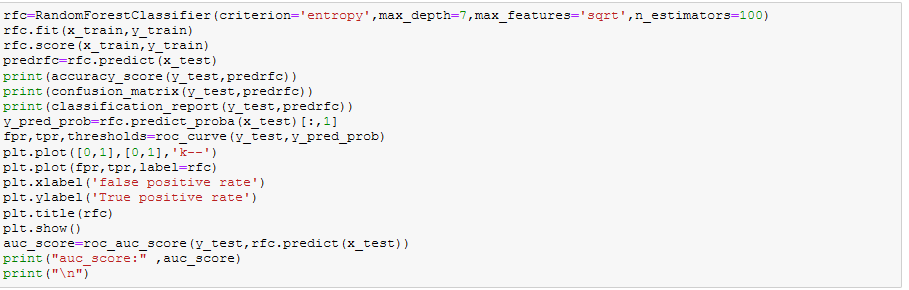 rfc=RandomForestClassifier(criterion='entropy',max_depth=7,max_features='sqrt',n_estimators=100)
rfc.fit(x_train,y_train)
rfc.score(x_train,y_train)
predrfc=rfc.predict(x_test)
print(accuracy_score(y_test,predrfc))
print(confusion_matrix(y_test,predrfc))
print(classification_report(y_test,predrfc))
y_pred_prob=rfc.predict_proba(x_test)[:,1]
fpr,tpr,thresholds=roc_curve(y_test,y_pred_prob)
plt.plot([0,1],[0,1],'k--')
plt.plot(fpr,tpr,label=rfc)
plt.xlabel('false positive rate')
plt.ylabel('True positive rate')
plt.title(rfc)
plt.show()
auc_score=roc_auc_score(y_test,rfc.predict(x_test))
print("auc_score:" ,auc_score)
print("\n")